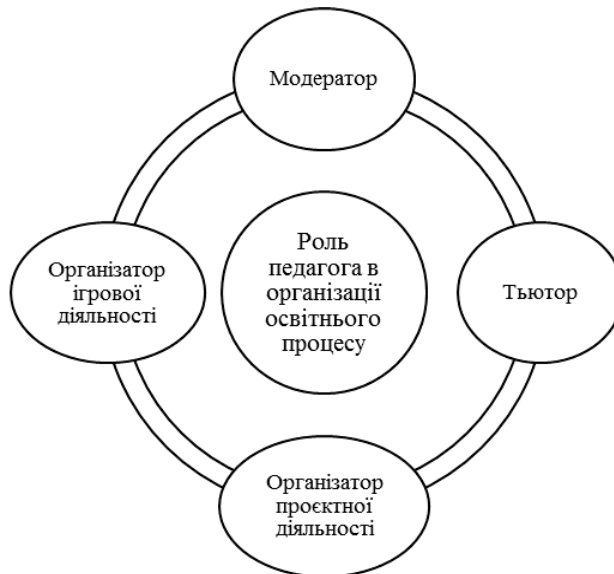 Модератор
Роль
педагога в
організації
освітнього
процесу
Організатор
ігрової
діяльності
Тьютор
Організатор
проєктної
діяльності